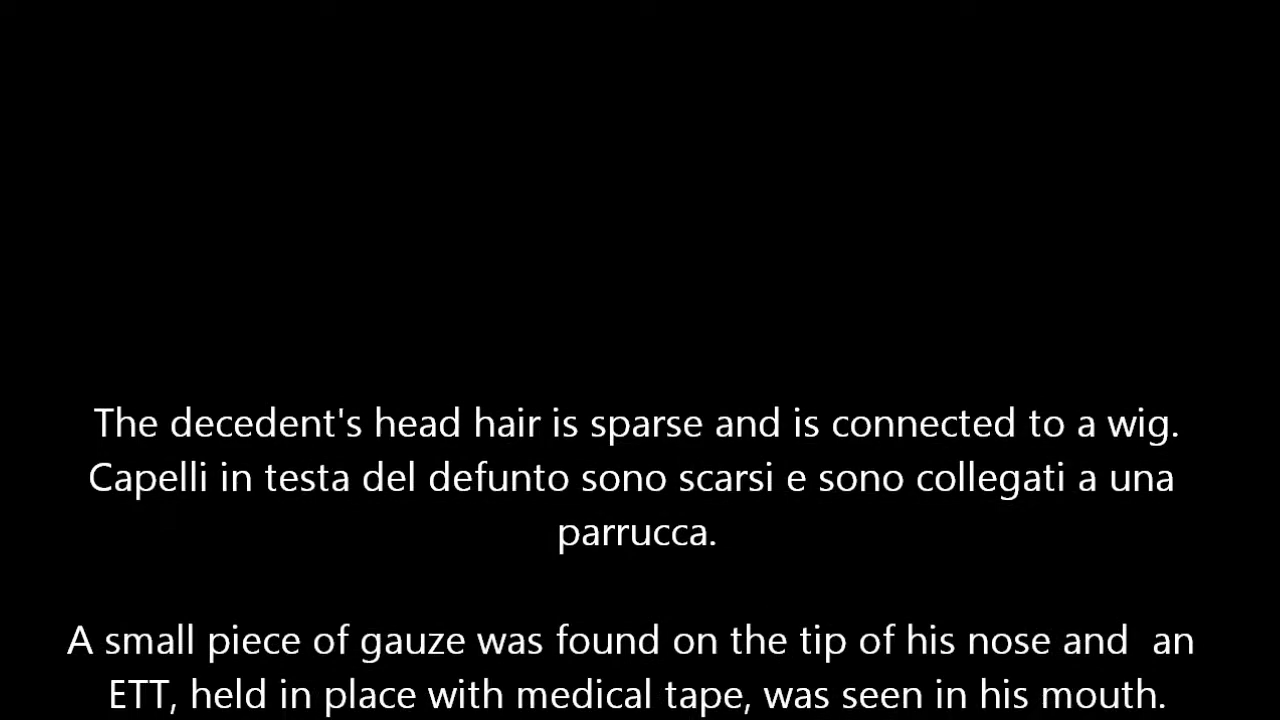 The decedent's head hair is sparse and is connected to a wig.
Capelli in testa del defunto sono scarsi e sono collegati a una
parrucca.
A small piece of gauze was found on the tip of his nose and  an
ETT, held in place with medical tape, was seen in his mouth.